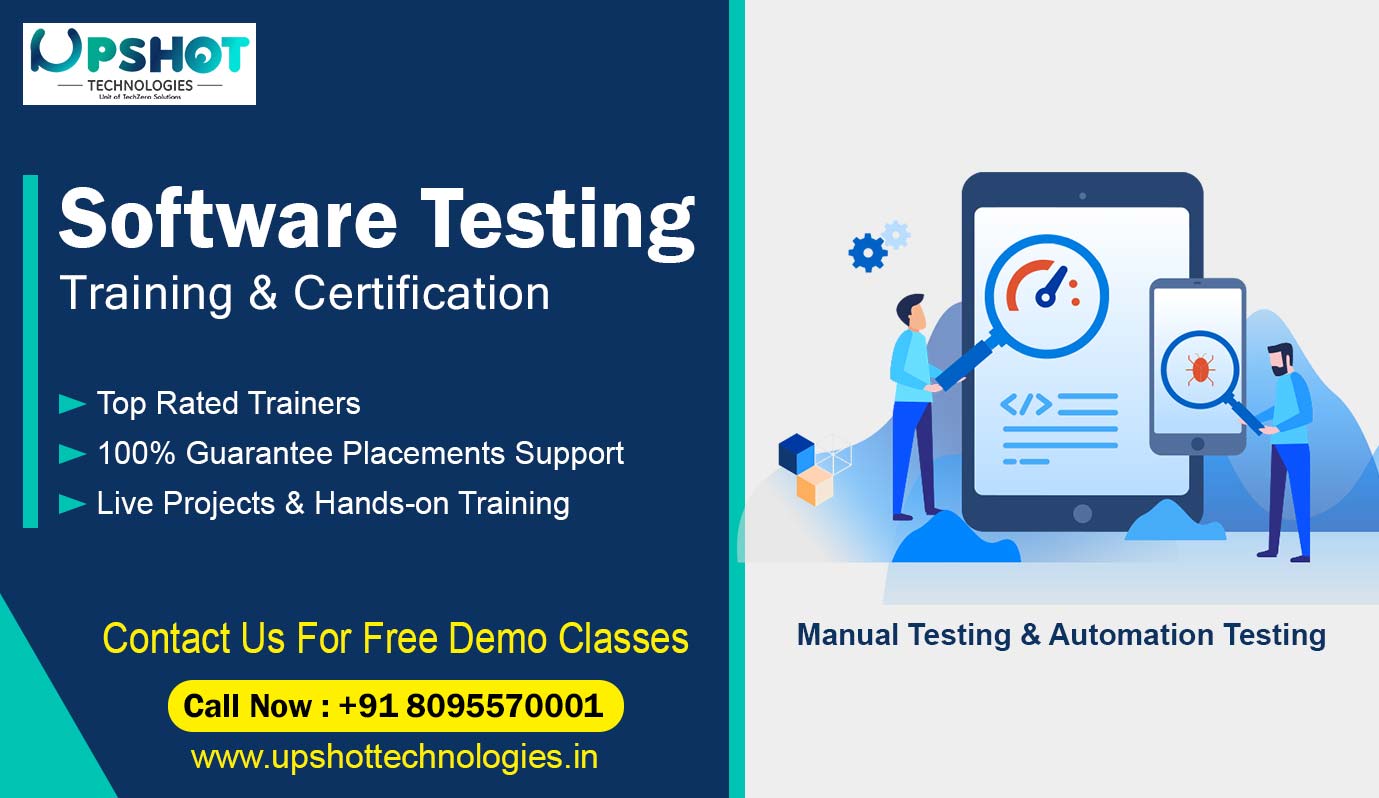 UPSHOT
TECHNOLOGIES
Unit of TechZero Solutions
Software Testing
Training & Certification
Top Rated Trainers
100% Guarantee Placements Support
Live Projects & Hands-on Training
Contact Us For Free Demo Classes
Call Now : +91 8095570001
www.upshottechnologies.in
</>
Manual Testing & Automation Testing